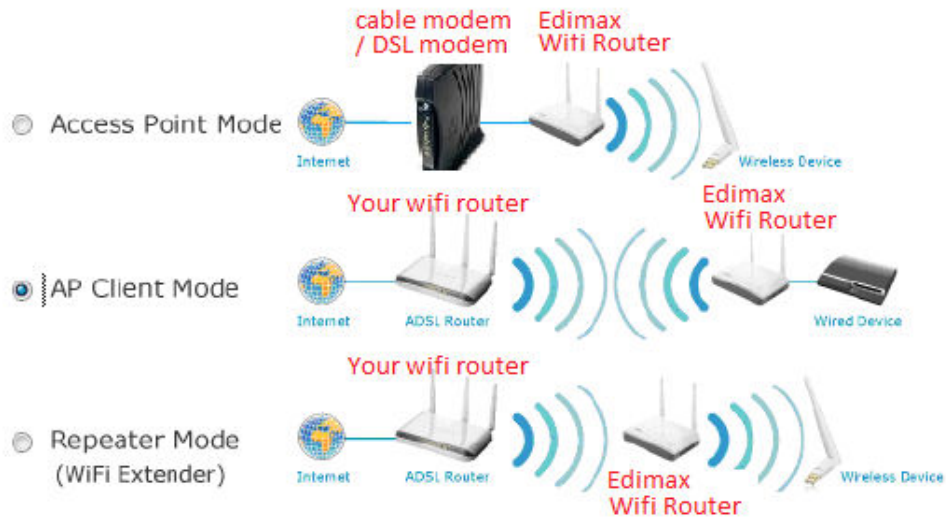 cable modem
/ DSL modem
Edimax
Wifi Router
Access Point Mode
Internet
Wireless Device
Your wifi router
Edimax
Wifi Router
AP Client Mode
Internet
ADSL Router
Wired Device
Your wifi router
Repeater Mode
(WiFi Extender)
Internet
ADSL Router
Edimax
Wifi Router
Wireless Device